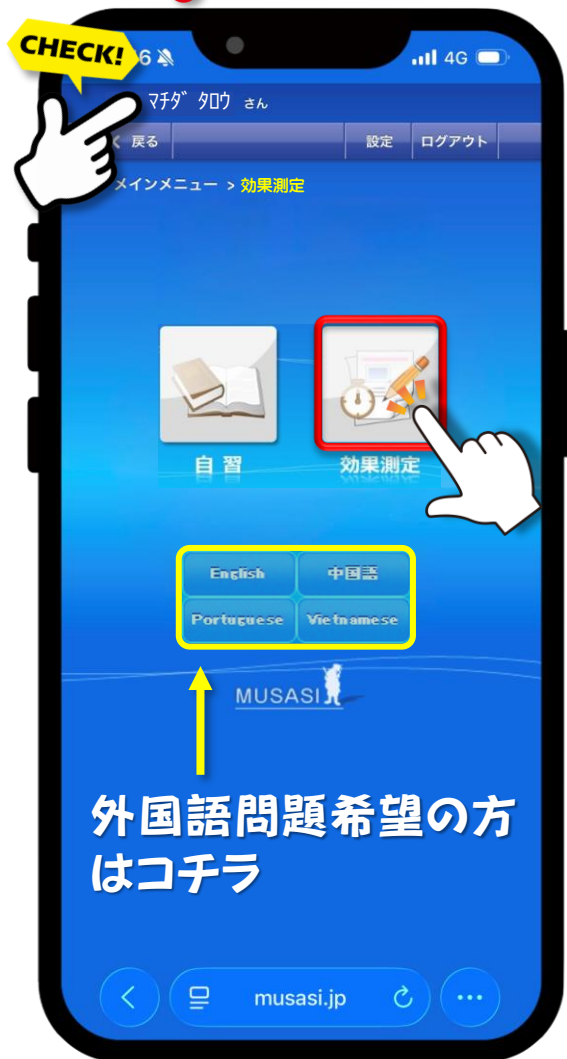 CHECK!
6
4G
マチダ タロウ さん
戻る
設定 ログアウト
メインメニュー > 効果測定
自習 効果測定
English 中国語
Portuguese Vietnamese
MUSASI
外国語問題希望の方
はコチラ
musasi.jp